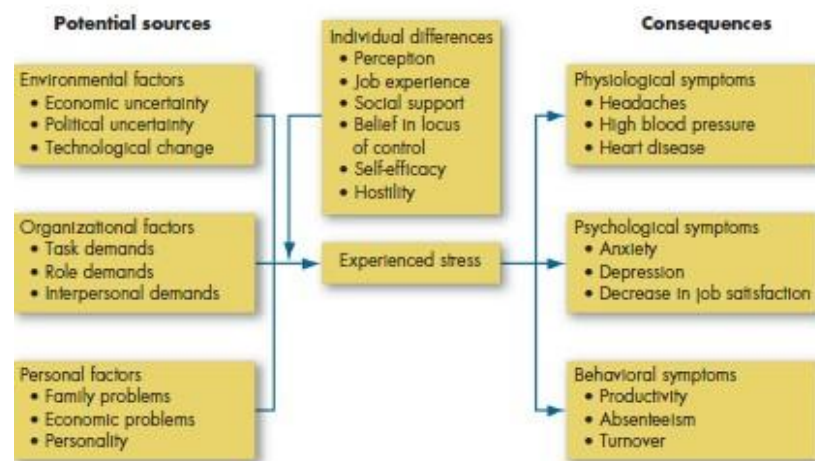 Potential sources
Environmental factors
• Economic uncertainty
• Political uncertainty
• Technological change
Organizational factors
• Task demands
• Role demands
• Interpersonal demands
Personal factors
• Family problems
• Economic problems
• Personality
Individual differences
• Perception
• Job experience
• Social support
• Belief in locus
of control
• Self-efficacy
• Hostility
Experienced stress
Consequences
Physiological symptoms
• Headaches
• High blood pressure
• Heart disease
Psychological symptoms
• Anxiety
• Depression
• Decrease in job satisfaction
Behavioral symptoms
• Productivity
• Absenteeism
• Turnover